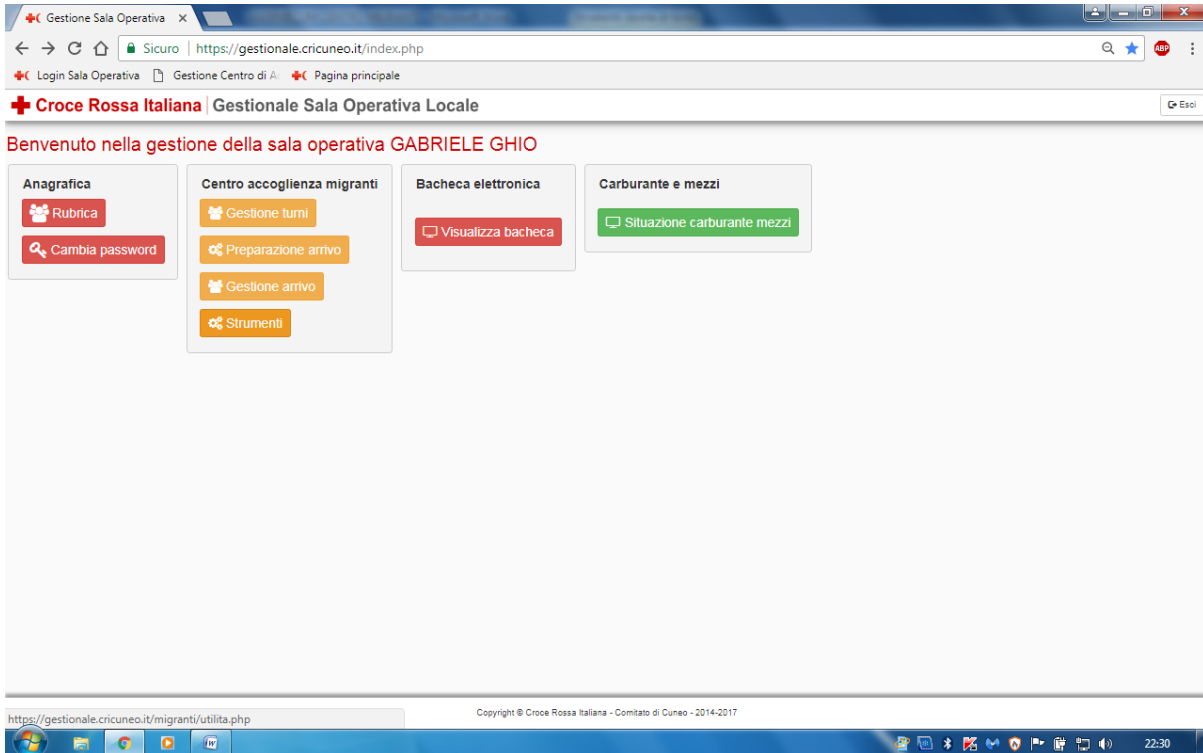 Gestione Sala Operativa
Sicuro | https://gestionale.cricuneo.it/index.php
ABP
Login Sala Operativa Gestione Centro di A Pagina principale
Croce Rossa Italiana Gestionale Sala Operativa Locale
Esci
Benvenuto nella gestione della sala operativa GABRIELE GHIO
Anagrafica
Rubrica
Cambia password
Centro accoglienza migranti
Gestione turni
Preparazione arrivo
Gestione arrivo
Strumenti
Bacheca elettronica
Visualizza bacheca
Carburante e mezzi
Situazione carburante mezzi
Copyright © Croce Rossa Italiana - Comitato di Cuneo - 2014-2017
https://gestionale.cricuneo.it/migranti/utilita.php
22:30